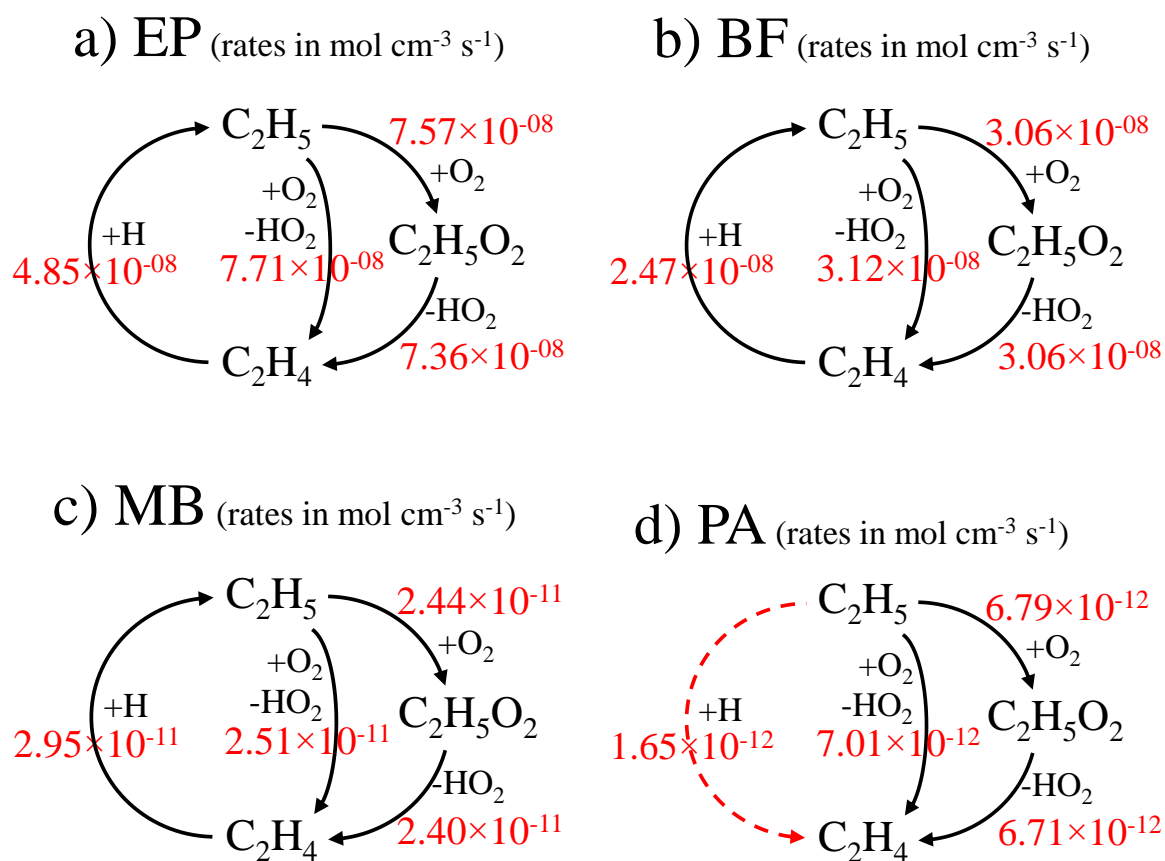 a) EP (rates in mol cm⁻³ s⁻¹)
C₂H₅
7.57×10⁻⁰⁸
+O₂
+O₂
-HO₂
+H
4.85×10⁻⁰⁸
7.71×10⁻⁰⁸
C₂H₅O₂
-HO₂
7.36×10⁻⁰⁸
C₂H₄
b) BF (rates in mol cm⁻³ s⁻¹)
C₂H₅
3.06×10⁻⁰⁸
+O₂
+O₂
-HO₂
+H
2.47×10⁻⁰⁸
3.12×10⁻⁰⁸
C₂H₅O₂
-HO₂
3.06×10⁻⁰⁸
C₂H₄
c) MB (rates in mol cm⁻³ s⁻¹)
C₂H₅
2.44×10⁻¹¹
+O₂
+O₂
-HO₂
+H
2.95×10⁻¹¹
2.51×10⁻¹¹
C₂H₅O₂
-HO₂
2.40×10⁻¹¹
C₂H₄
d) PA (rates in mol cm⁻³ s⁻¹)
C₂H₅
6.79×10⁻¹²
+O₂
+O₂
-HO₂
+H
1.65×10⁻¹²
7.01×10⁻¹²
C₂H₅O₂
-HO₂
6.71×10⁻¹²
C₂H₄